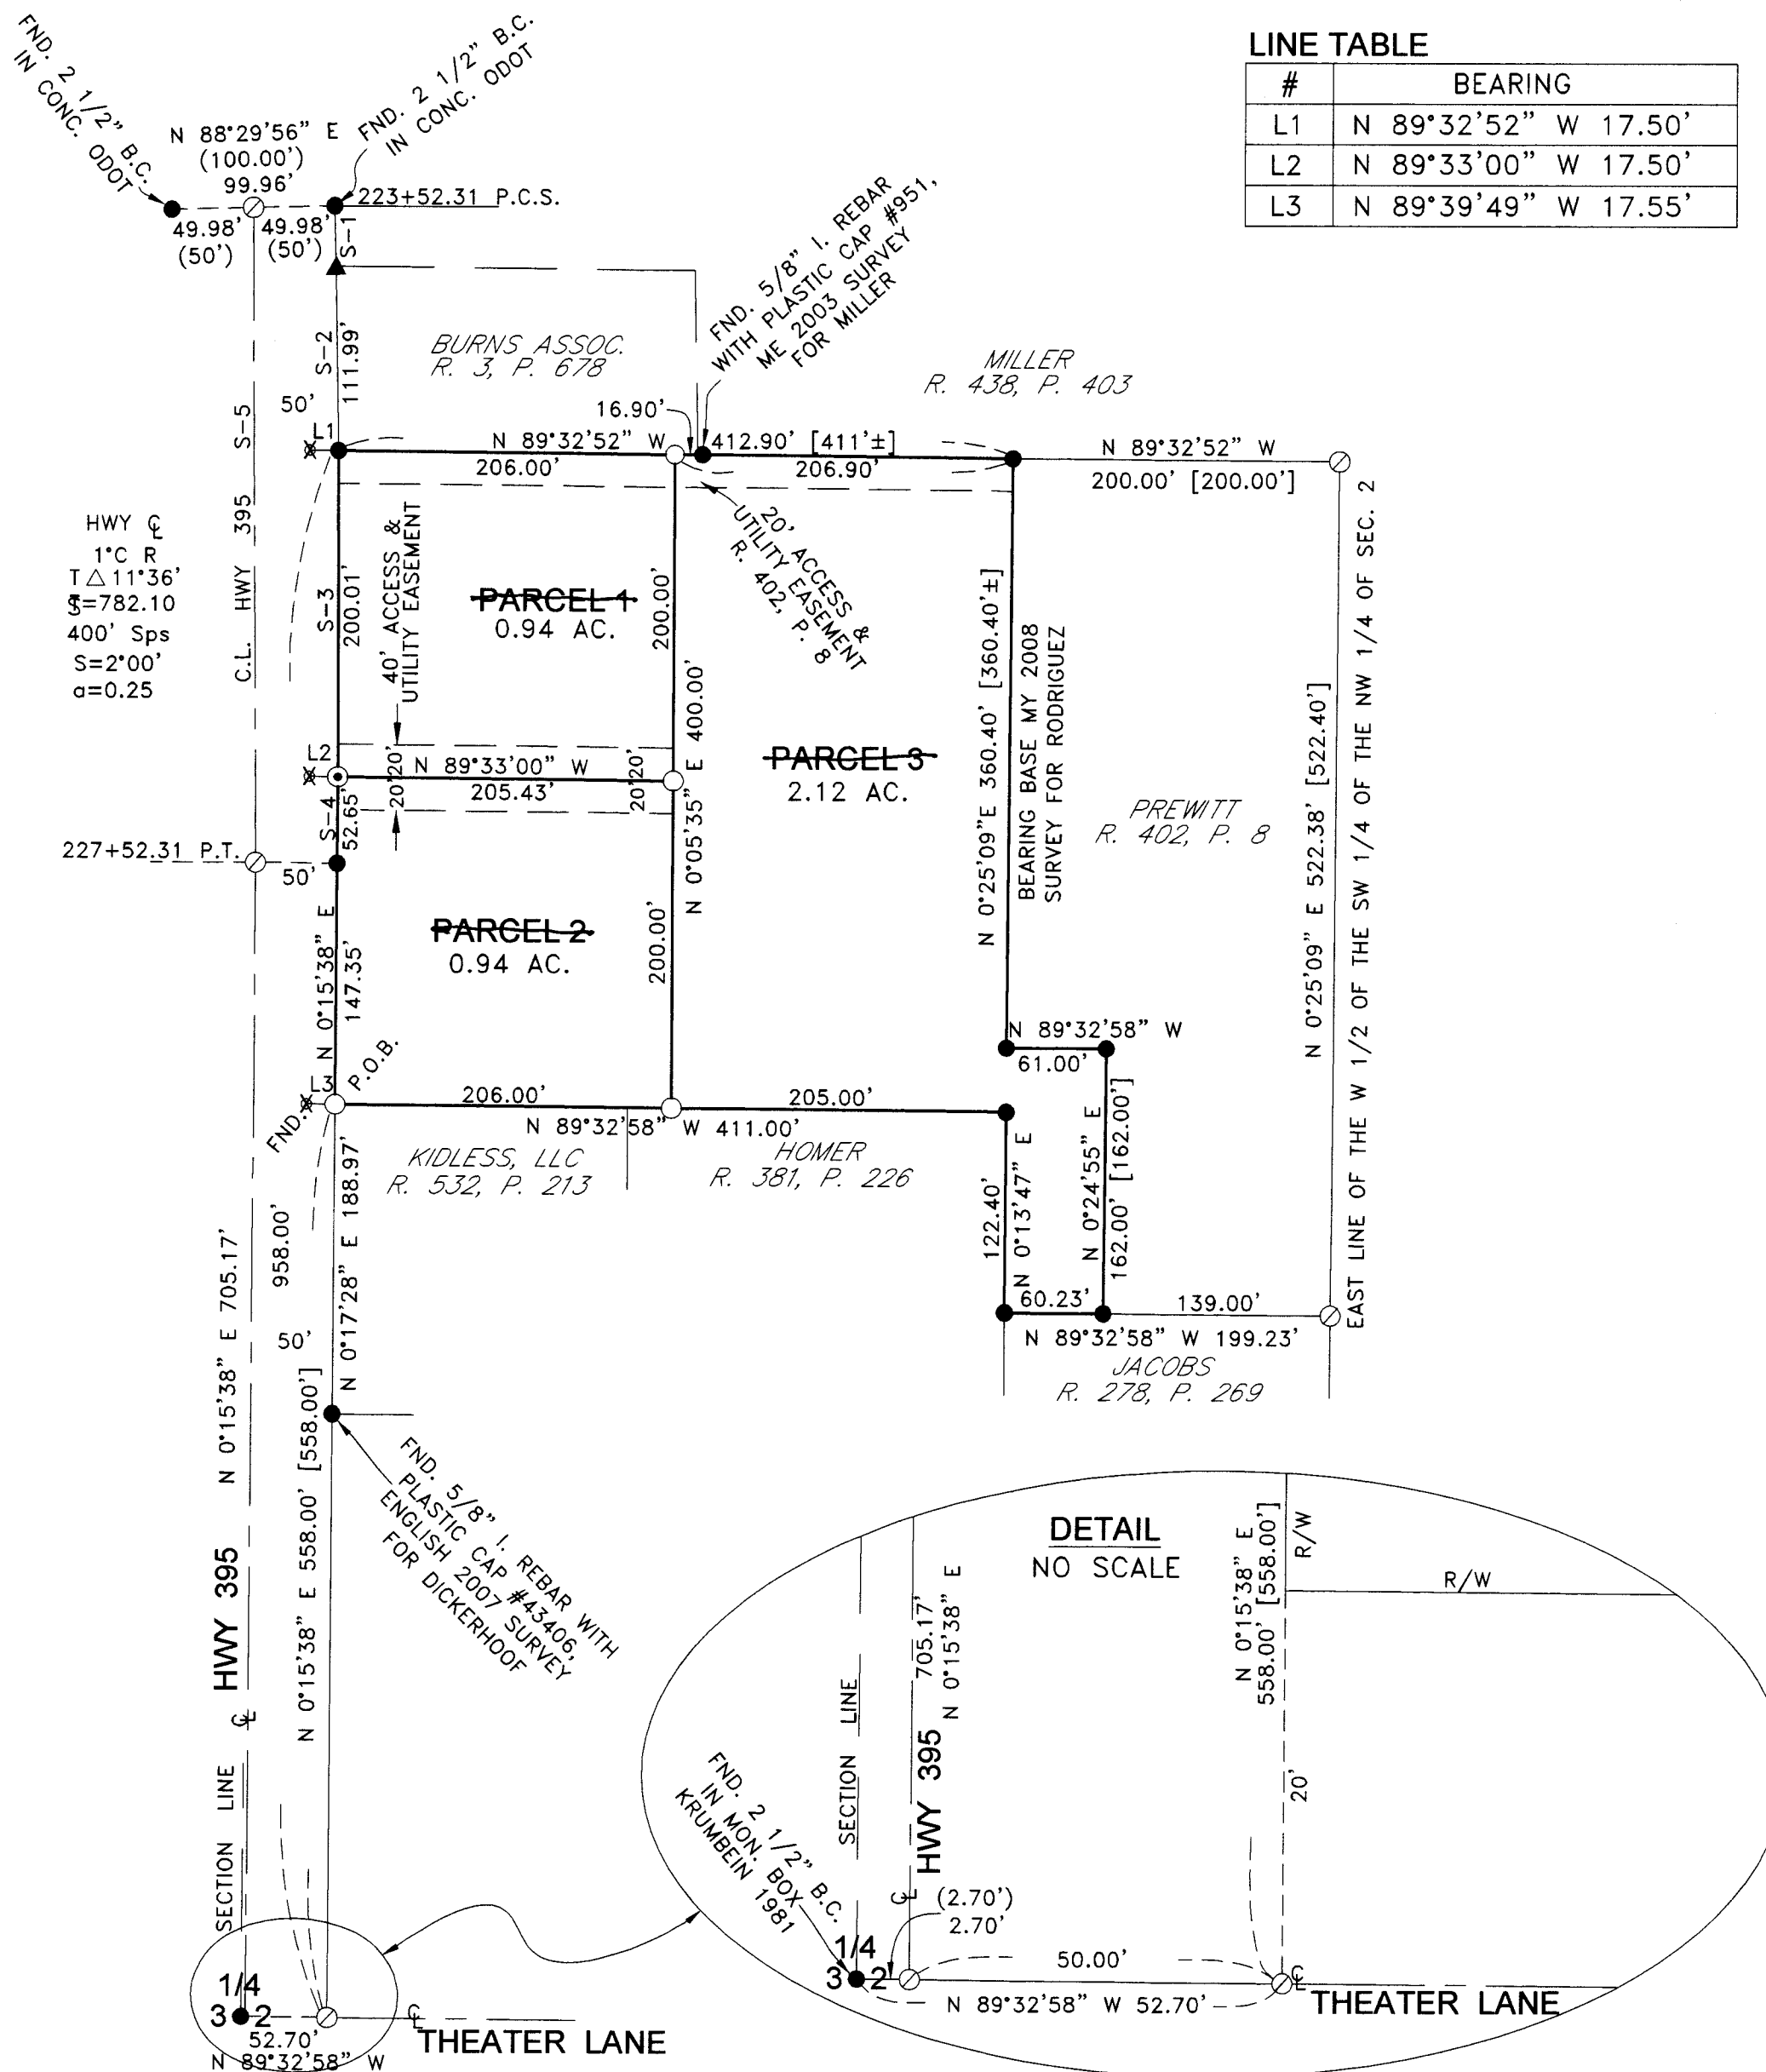 LINE TABLE
# BEARING
L1 N 89°32'52" W 17.50'
L2 N 89°33'00" W 17.50'
L3 N 89°39'49" W 17.55'
FND. 2 1/2" B.C.
IN CONC. ODOT
FND. 2 1/2" B.C.
IN CONC. ODOT
N 88°29'56" E
(100.00')
99.96'
49.98'
(50')
49.98'
(50')
223+52.31 P.C.S.
S-1
S-2
111.99'
FND. 5/8" I. REBAR
WITH PLASTIC CAP #951,
ME 2003 SURVEY
FOR MILLER
BURNS ASSOC.
R. 3, P. 678
MILLER
R. 438, P. 403
50'
L1
16.90'
N 89°32'52" W
412.90' [411'±]
206.00'
206.90'
N 89°32'52" W
200.00' [200.00']
S-5
C.L. HWY 395
HWY ℄
1°C R
T △ 11°36'
S=782.10
400' Sps
S=2°00'
a=0.25
S-3
200.01'
40' ACCESS &
UTILITY EASEMENT
PARCEL 1
0.94 AC.
200.00'
20' ACCESS &
UTILITY EASEMENT
R. 402, P. 8
N 0°05'35" E 400.00'
N 0°25'09"E 360.40' [360.40'±]
BEARING BASE MY 2008
SURVEY FOR RODRIGUEZ
PARCEL 3
2.12 AC.
PREWITT
R. 402, P. 8
N 0°25'09" E 522.38' [522.40']
EAST LINE OF THE W 1/2 OF THE SW 1/4 OF THE NW 1/4 OF SEC. 2
L2
N 89°33'00" W
205.43'
20'
20'
20'
20'
S-4
52.65'
227+52.31 P.T.
50'
PARCEL 2
0.94 AC.
200.00'
N 0°15'38" E
147.35'
N 89°32'58" W
61.00'
L3
P.O.B.
FND.
206.00'
205.00'
N 89°32'58" W 411.00'
KIDLESS, LLC
R. 532, P. 213
HOMER
R. 381, P. 226
122.40'
N 0°13'47" E
N 0°24'55" E
162.00' [162.00']
60.23'
139.00'
N 89°32'58" W 199.23'
JACOBS
R. 278, P. 269
958.00'
N 0°17'28" E 188.97'
N 0°15'38" E 705.17'
50'
N 0°15'38" E 558.00' [558.00']
FND. 5/8" I. REBAR WITH
PLASTIC CAP #43406,
ENGLISH 2007 SURVEY
FOR DICKERHOOF
HWY 395
℄
SECTION LINE
1/4
3 2
52.70'
N 89°32'58" W
℄
THEATER LANE
DETAIL
NO SCALE
N 0°15'38" E
558.00' [558.00']
R/W
R/W
705.17'
N 0°15'38" E
SECTION LINE
HWY 395
℄
FND. 2 1/2" B.C.
IN MON. BOX
KRUMBEIN 1981
(2.70')
2.70'
20'
1/4
3 2
50.00'
N 89°32'58" W 52.70'
℄
THEATER LANE